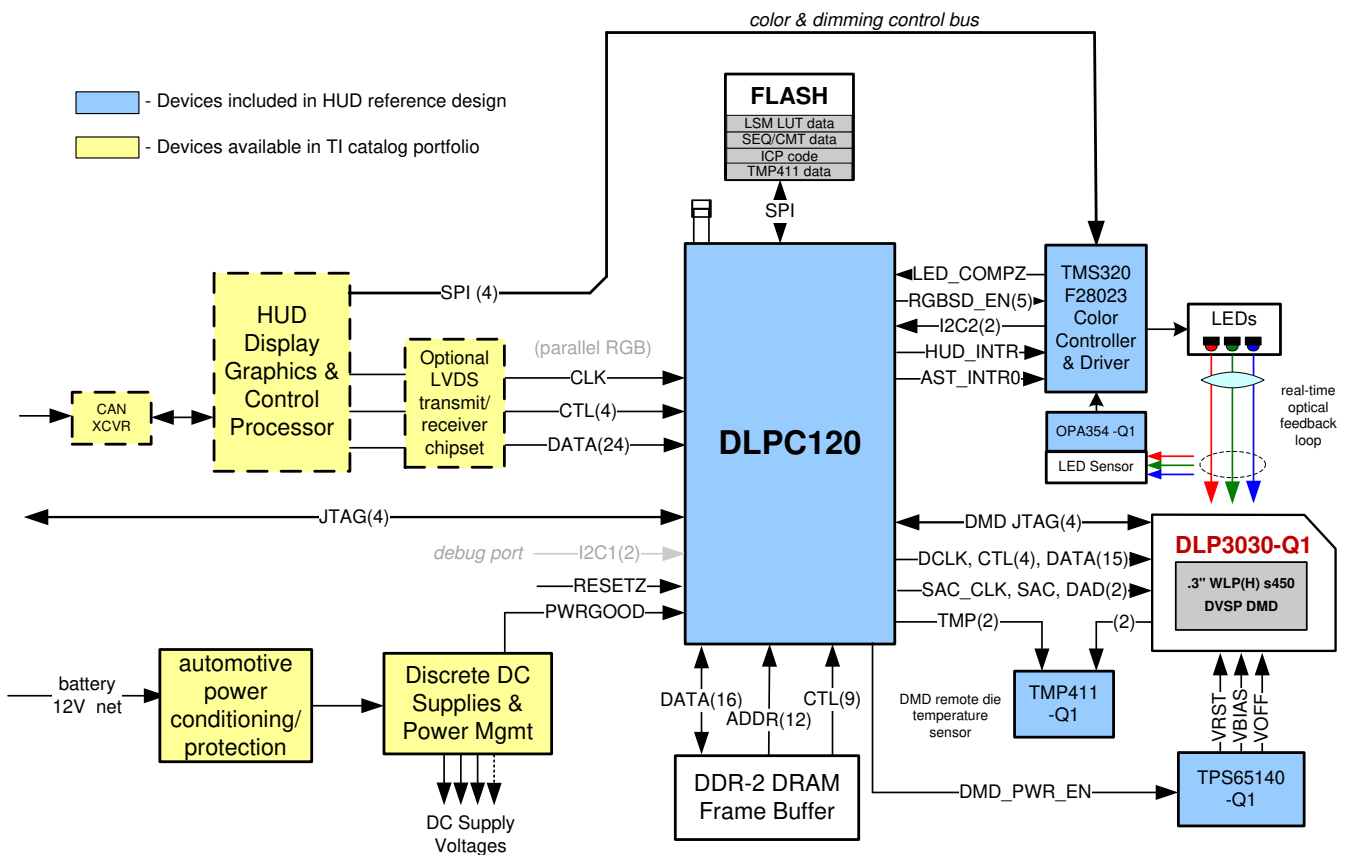 color & dimming control bus
- Devices included in HUD reference design
- Devices available in TI catalog portfolio
FLASH
LSM LUT data
SEQ/CMT data
ICP code
TMP411 data
SPI
SPI (4)
HUD
Display
Graphics &
Control
Processor
CAN
XCVR
Optional
LVDS
transmit/
receiver
chipset
(parallel RGB)
CLK
CTL(4)
DATA(24)
DLPC120
LED_COMPZ
RGBSD_EN(5)
I2C2(2)
HUD_INTR
AST_INTR0
TMS320
F28023
Color
Controller
& Driver
LEDs
real-time
optical
feedback
loop
OPA354 -Q1
LED Sensor
JTAG(4)
debug port
I2C1(2)
RESETZ
PWRGOOD
DMD JTAG(4)
DCLK, CTL(4), DATA(15)
SAC_CLK, SAC, DAD(2)
TMP(2)
(2)
DLP3030-Q1
.3" WLP(H) s450
DVSP DMD
battery
12V net
automotive
power
conditioning/
protection
Discrete DC
Supplies &
Power Mgmt
DC Supply
Voltages
DATA(16)
ADDR(12)
CTL(9)
DDR-2 DRAM
Frame Buffer
DMD remote die
temperature
sensor
TMP411
-Q1
VRST
VBIAS
VOFF
DMD_PWR_EN
TPS65140
-Q1